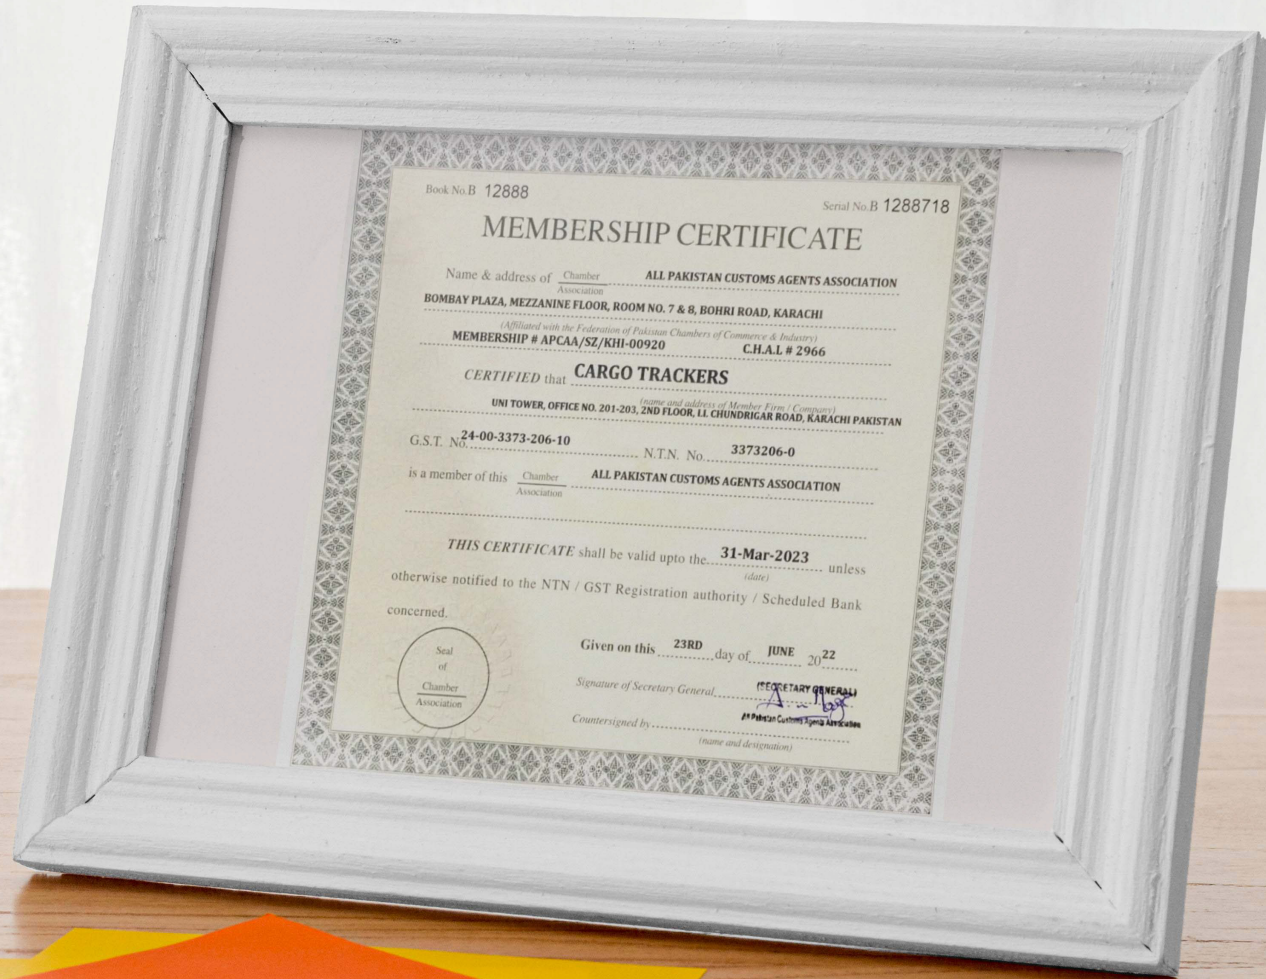 Book No.B 12888
Serial No.B 1288718
MEMBERSHIP CERTIFICATE
Name & address of Chamber Association ALL PAKISTAN CUSTOMS AGENTS ASSOCIATION
BOMBAY PLAZA, MEZZANINE FLOOR, ROOM NO. 7 & 8, BOHRI ROAD, KARACHI
(Affiliated with the Federation of Pakistan Chambers of Commerce & Industry)
MEMBERSHIP # APCAA/SZ/KHI-00920 C.H.A.L # 2966
CERTIFIED that CARGO TRACKERS
(name and address of Member Firm / Company)
UNI TOWER, OFFICE NO. 201-203, 2ND FLOOR, I.I. CHUNDRIGAR ROAD, KARACHI PAKISTAN
G.S.T. No. 24-00-3373-206-10 N.T.N. No. 3373206-0
is a member of this Chamber Association ALL PAKISTAN CUSTOMS AGENTS ASSOCIATION
THIS CERTIFICATE shall be valid upto the 31-Mar-2023 unless
(date)
otherwise notified to the NTN / GST Registration authority / Scheduled Bank
concerned.
Seal
of
Chamber
Association
Given on this 23RD day of JUNE 2022
Signature of Secretary General
(SECRETARY GENERAL)
All Pakistan Customs Agents Association
Countersigned by
(name and designation)